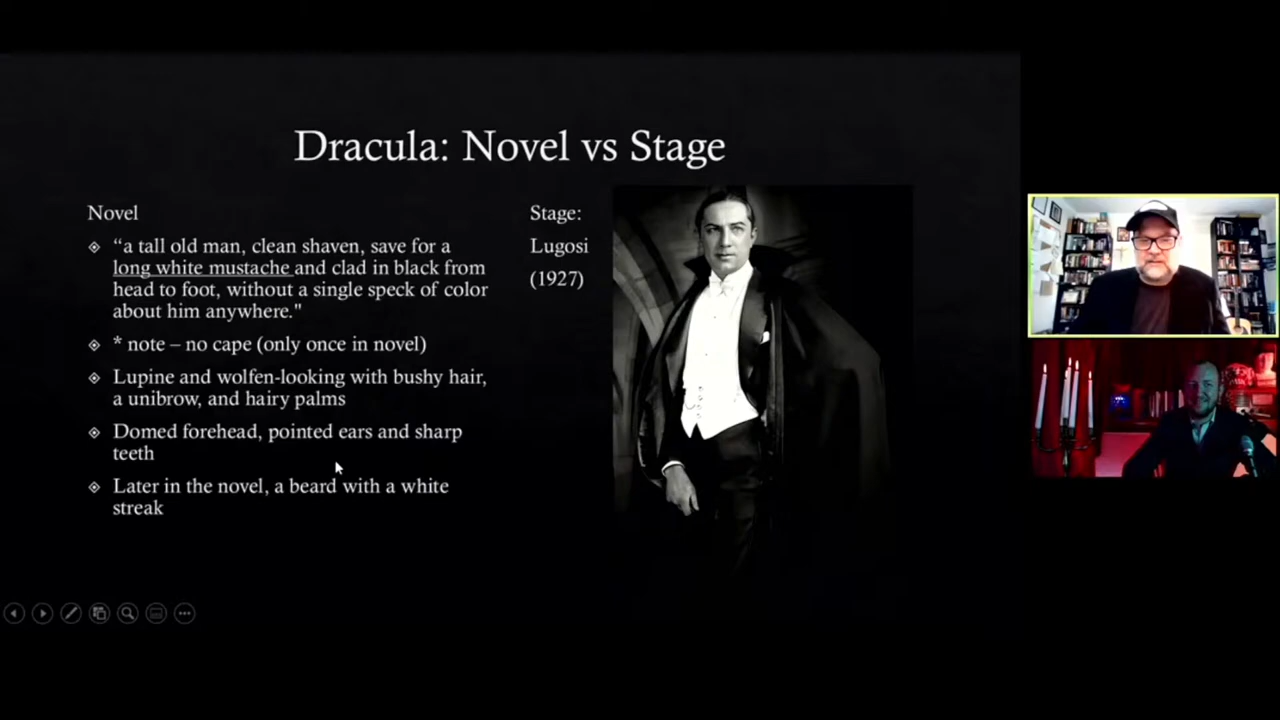 Dracula: Novel vs Stage
Novel
“a tall old man, clean shaven, save for a
long white mustache and clad in black from
head to foot, without a single speck of color
about him anywhere."
* note – no cape (only once in novel)
Lupine and wolfen-looking with bushy hair,
a unibrow, and hairy palms
Domed forehead, pointed ears and sharp
teeth
Later in the novel, a beard with a white
streak
Stage:
Lugosi
(1927)